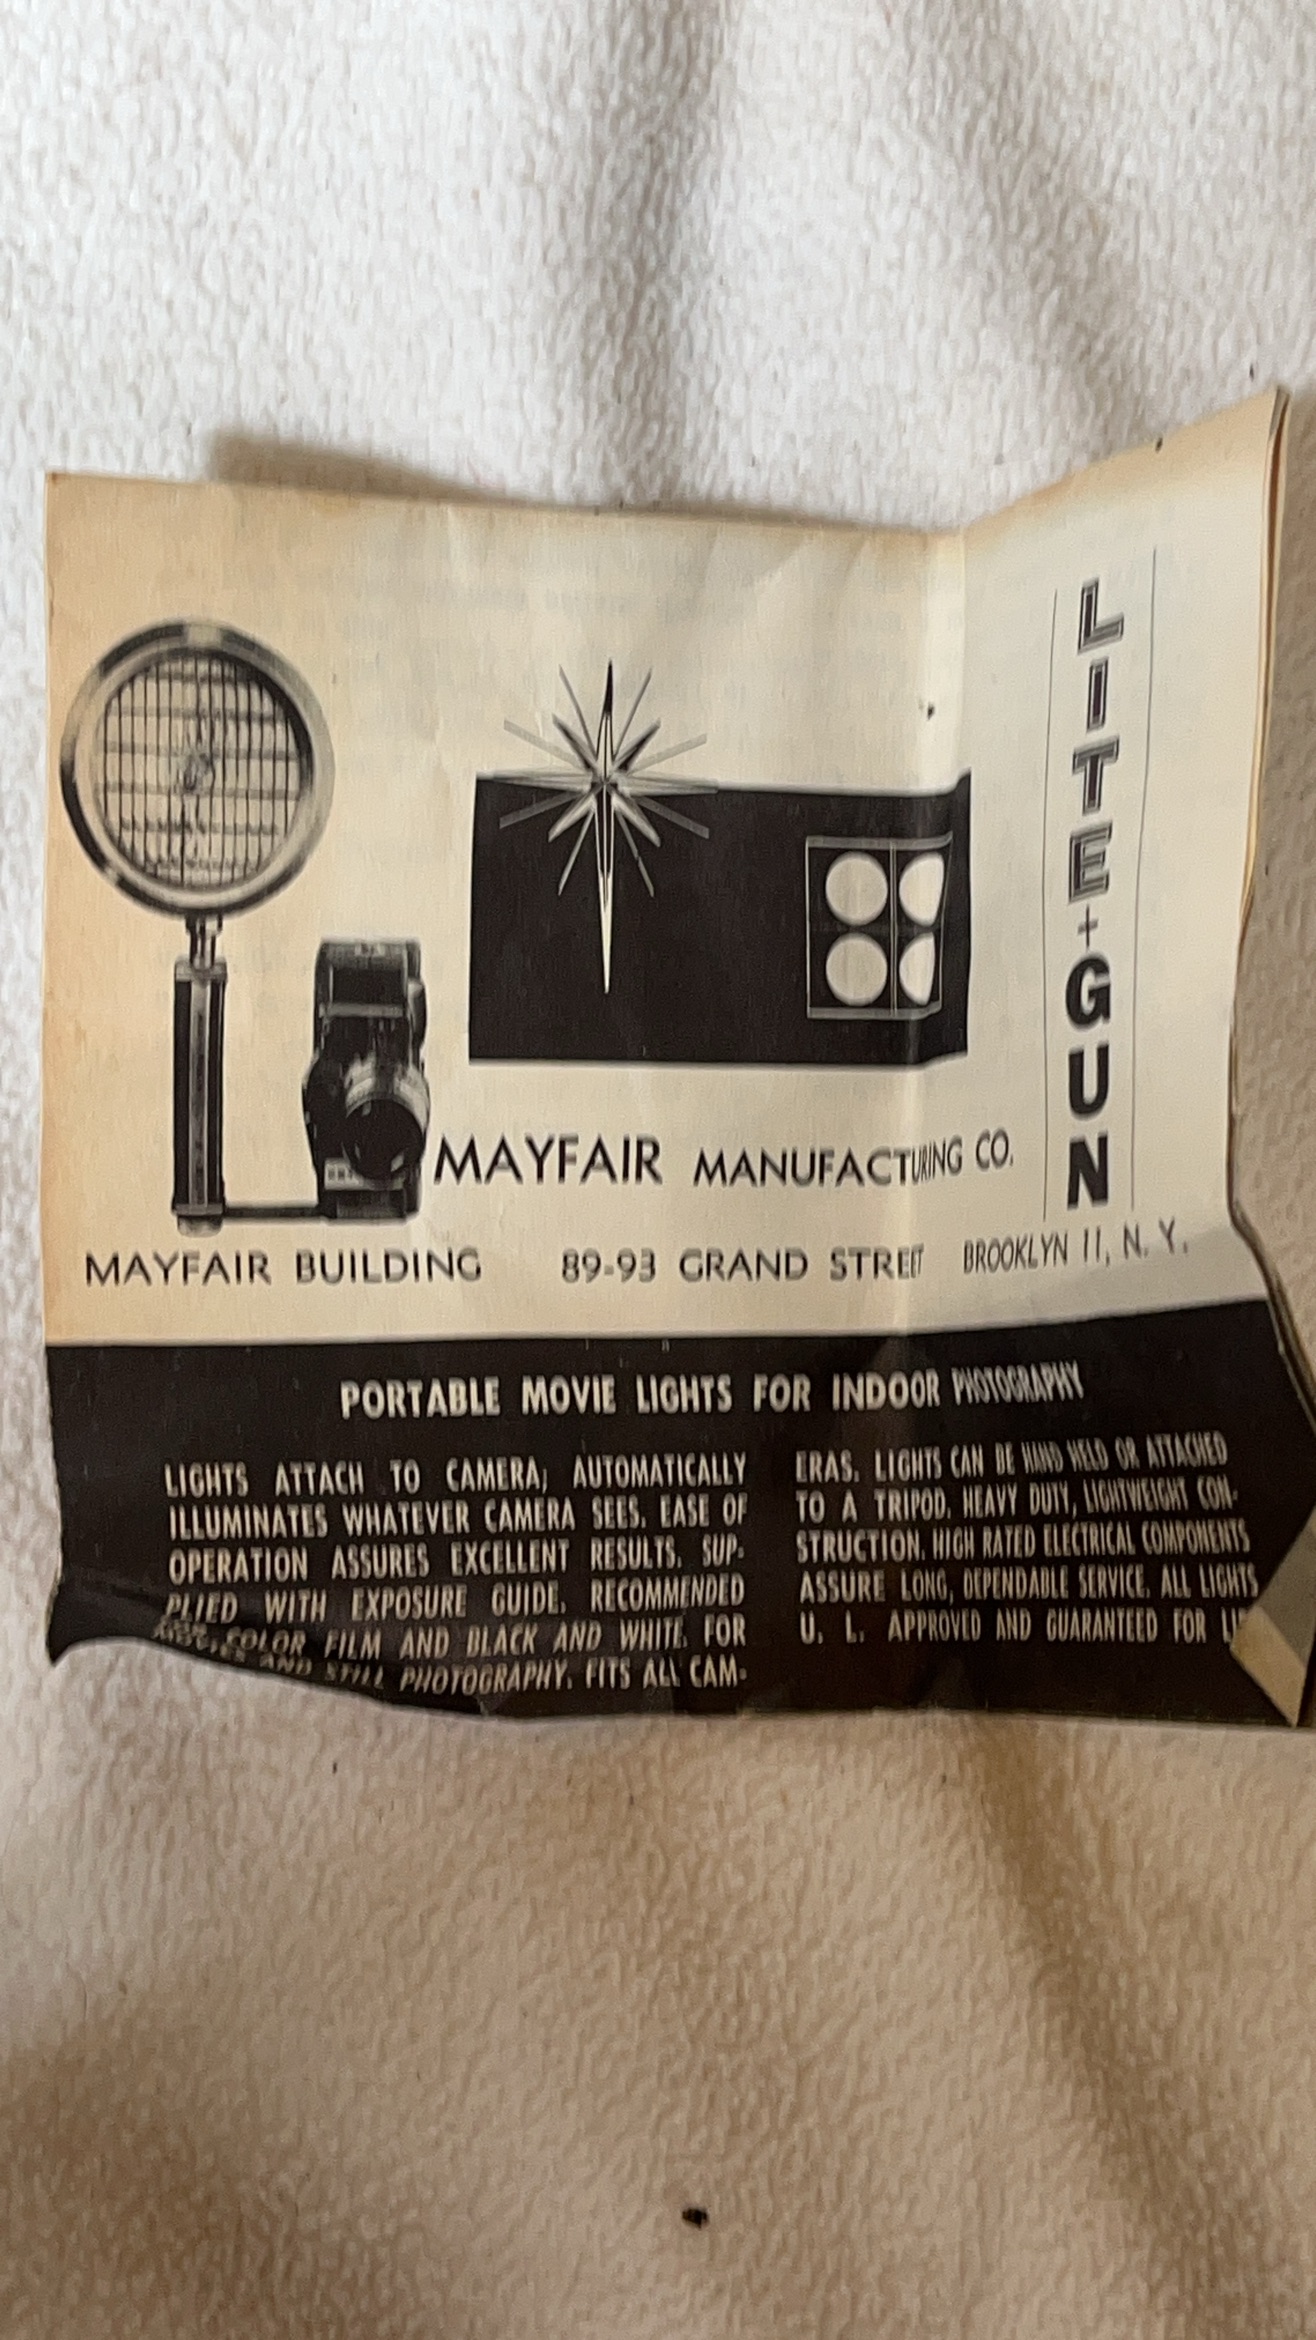 LITE+GUN
MAYFAIR MANUFACTURING CO.
MAYFAIR BUILDING 89-93 GRAND STREET BROOKLYN 11, N. Y.
PORTABLE MOVIE LIGHTS FOR INDOOR PHOTOGRAPHY
LIGHTS ATTACH TO CAMERA; AUTOMATICALLY
ILLUMINATES WHATEVER CAMERA SEES. EASE OF
OPERATION ASSURES EXCELLENT RESULTS. SUP-
PLIED WITH EXPOSURE GUIDE. RECOMMENDED
FOR COLOR FILM AND BLACK AND WHITE. FOR
MOVIES AND STILL PHOTOGRAPHY. FITS ALL CAM-
ERAS. LIGHTS CAN BE HAND HELD OR ATTACHED
TO A TRIPOD. HEAVY DUTY, LIGHTWEIGHT CON-
STRUCTION. HIGH RATED ELECTRICAL COMPONENTS
ASSURE LONG, DEPENDABLE SERVICE. ALL LIGHTS
U. L. APPROVED AND GUARANTEED FOR